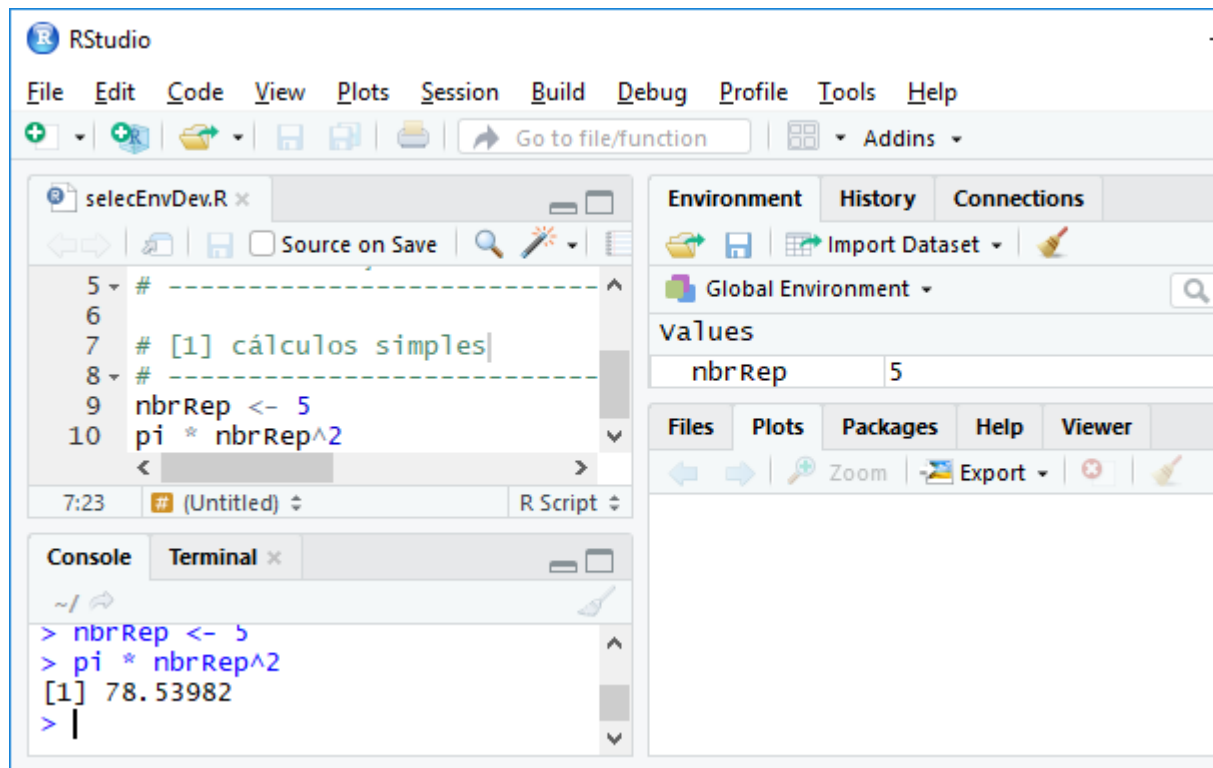 RStudio
File Edit Code View Plots Session Build Debug Profile Tools Help
Go to file/function Addins
selecEnvDev.R
Source on Save
5 # ---------------------------
6
7 # [1] cálculos simples
8 # ---------------------------
9 nbrRep <- 5
10 pi * nbrRep^2
7:23 # (Untitled) R Script
Console Terminal
~/
> nbrRep <- 5
> pi * nbrRep^2
[1] 78.53982
>
Environment History Connections
Import Dataset
Global Environment
Values
nbrRep 5
Files Plots Packages Help Viewer
Zoom Export